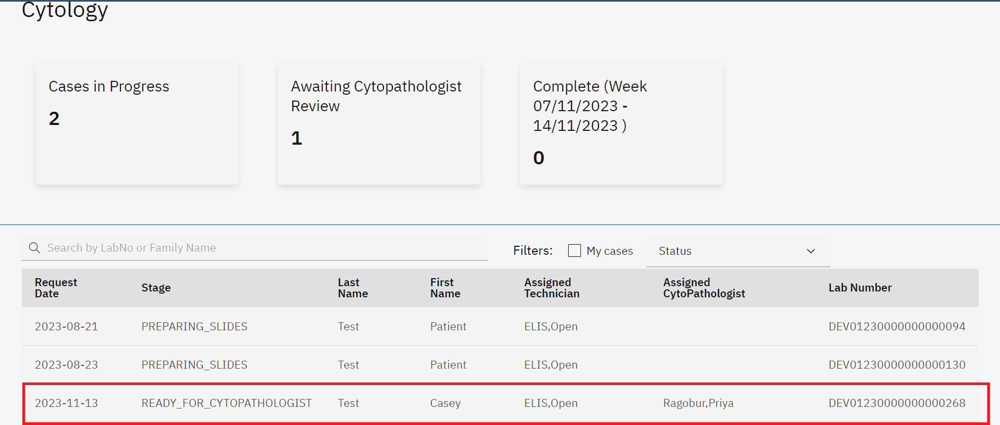 Cytology
Cases in Progress
2
Awaiting Cytopathologist
Review
1
Complete (Week
07/11/2023 -
14/11/2023 )
0
Search by LabNo or Family Name
Filters:
My cases
Status
Request Date
Stage
Last Name
First Name
Assigned Technician
Assigned CytoPathologist
Lab Number
2023-08-21 PREPARING_SLIDES Test Patient ELIS,Open DEV01230000000000094
2023-08-23 PREPARING_SLIDES Test Patient ELIS,Open DEV01230000000000130
2023-11-13 READY_FOR_CYTOPATHOLOGIST Test Casey ELIS,Open Ragobur,Priya DEV01230000000000268